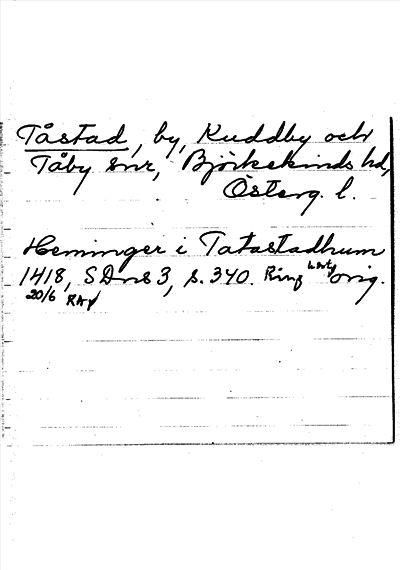 Tåstad, by, Kuddby och
Tåby snr, Björkekinds hd,
Österg. l.
Heminger i Tatastadhum
1418, SDns 3, s. 340. Ring orig.
20/6 RAp